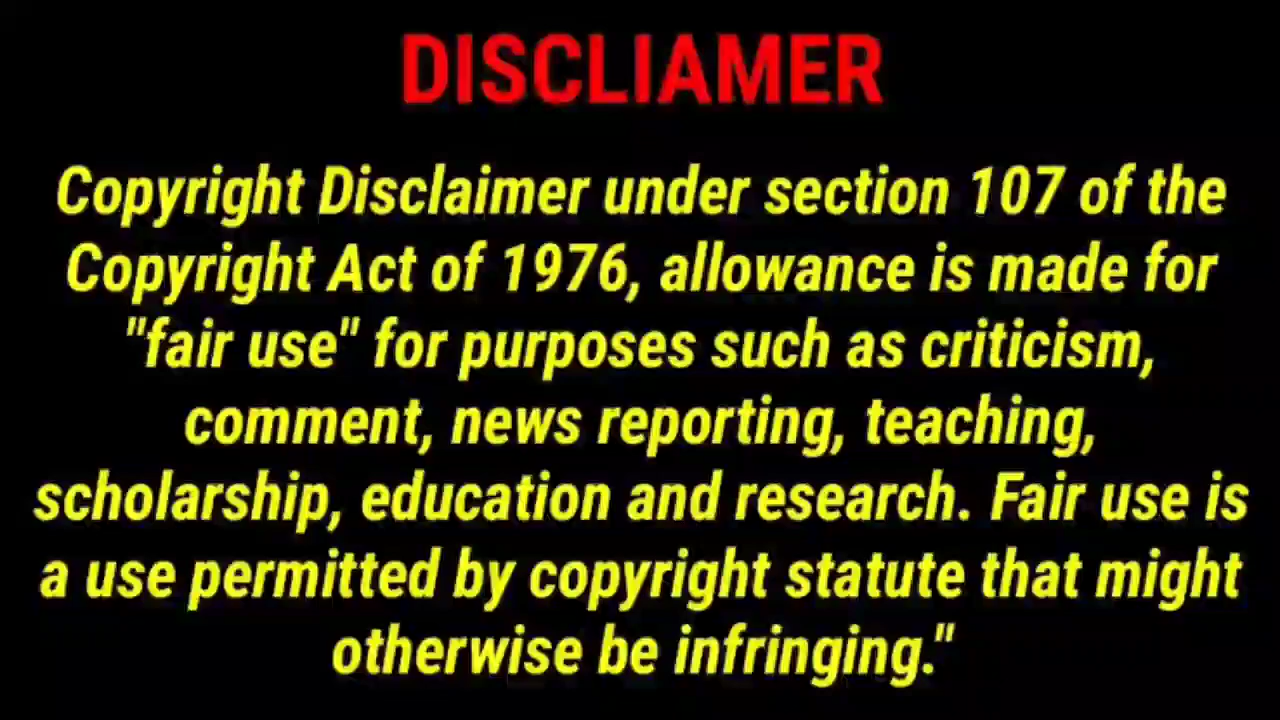 DISCLIAMER
Copyright Disclaimer under section 107 of the
Copyright Act of 1976, allowance is made for
"fair use" for purposes such as criticism,
comment, news reporting, teaching,
scholarship, education and research. Fair use is
a use permitted by copyright statute that might
otherwise be infringing."